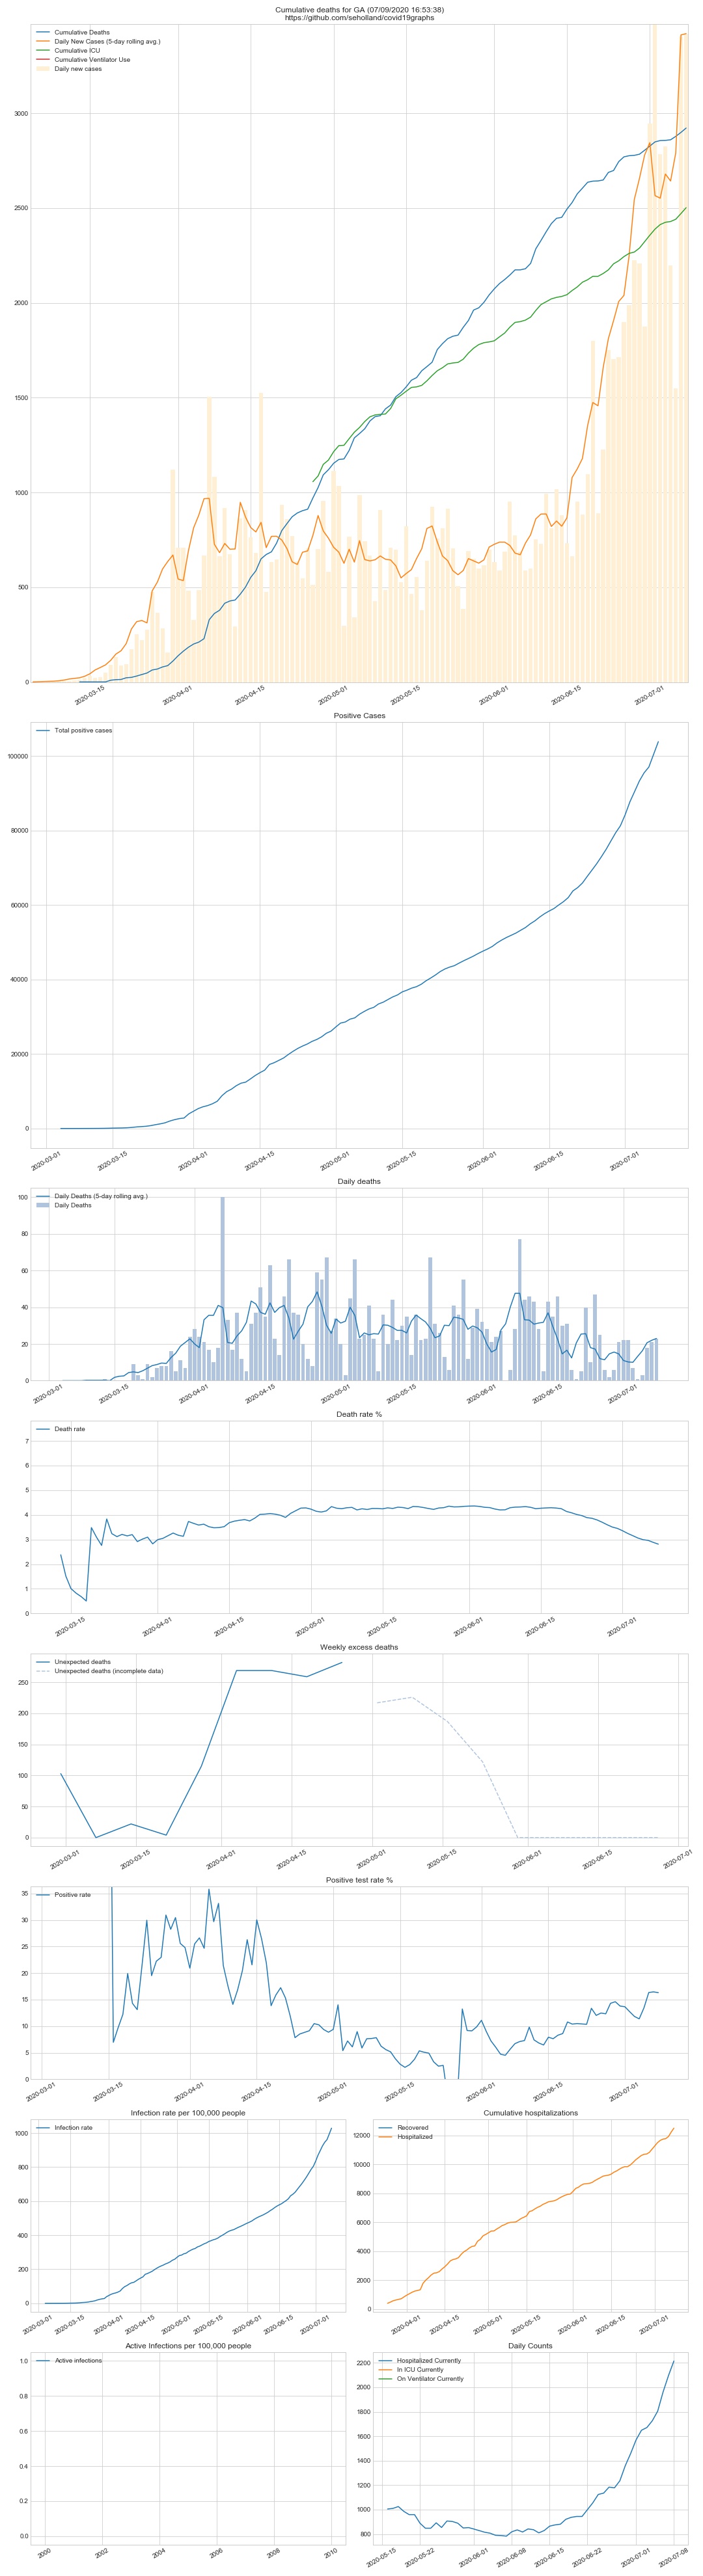 Cumulative deaths for GA (07/09/2020 16:53:38)
https://github.com/seholland/covid19graphs
Cumulative Deaths
Daily New Cases (5-day rolling avg.)
Cumulative ICU
Cumulative Ventilator Use
Daily new cases
3000
2500
2000
1500
1000
500
0
2020-03-15 2020-04-01 2020-04-15 2020-05-01 2020-05-15 2020-06-01 2020-06-15 2020-07-01
Positive Cases
Total positive cases
100000
80000
60000
40000
20000
0
2020-03-01 2020-03-15 2020-04-01 2020-04-15 2020-05-01 2020-05-15 2020-06-01 2020-06-15 2020-07-01
Daily deaths
Daily Deaths (5-day rolling avg.)
Daily Deaths
100
80
60
40
20
0
2020-03-01 2020-03-15 2020-04-01 2020-04-15 2020-05-01 2020-05-15 2020-06-01 2020-06-15 2020-07-01
Death rate %
Death rate
7
6
5
4
3
2
1
0
2020-03-15 2020-04-01 2020-04-15 2020-05-01 2020-05-15 2020-06-01 2020-06-15 2020-07-01
Weekly excess deaths
Unexpected deaths
Unexpected deaths (incomplete data)
250
200
150
100
50
0
2020-03-01 2020-03-15 2020-04-01 2020-04-15 2020-05-01 2020-05-15 2020-06-01 2020-06-15 2020-07-01
Positive test rate %
Positive rate
35
30
25
20
15
10
5
0
2020-03-01 2020-03-15 2020-04-01 2020-04-15 2020-05-01 2020-05-15 2020-06-01 2020-06-15 2020-07-01
Infection rate per 100,000 people
Infection rate
1000
800
600
400
200
0
2020-03-01 2020-03-15 2020-04-01 2020-04-15 2020-05-01 2020-05-15 2020-06-01 2020-06-15 2020-07-01
Cumulative hospitalizations
Recovered
Hospitalized
12000
10000
8000
6000
4000
2000
0
2020-04-01 2020-04-15 2020-05-01 2020-05-15 2020-06-01 2020-06-15 2020-07-01
Active Infections per 100,000 people
Active infections
1.0
0.8
0.6
0.4
0.2
0.0
2000 2002 2004 2006 2008 2010
Daily Counts
Hospitalized Currently
In ICU Currently
On Ventilator Currently
2200
2000
1800
1600
1400
1200
1000
800
2020-05-15 2020-05-22 2020-06-01 2020-06-08 2020-06-15 2020-06-22 2020-07-01 2020-07-08